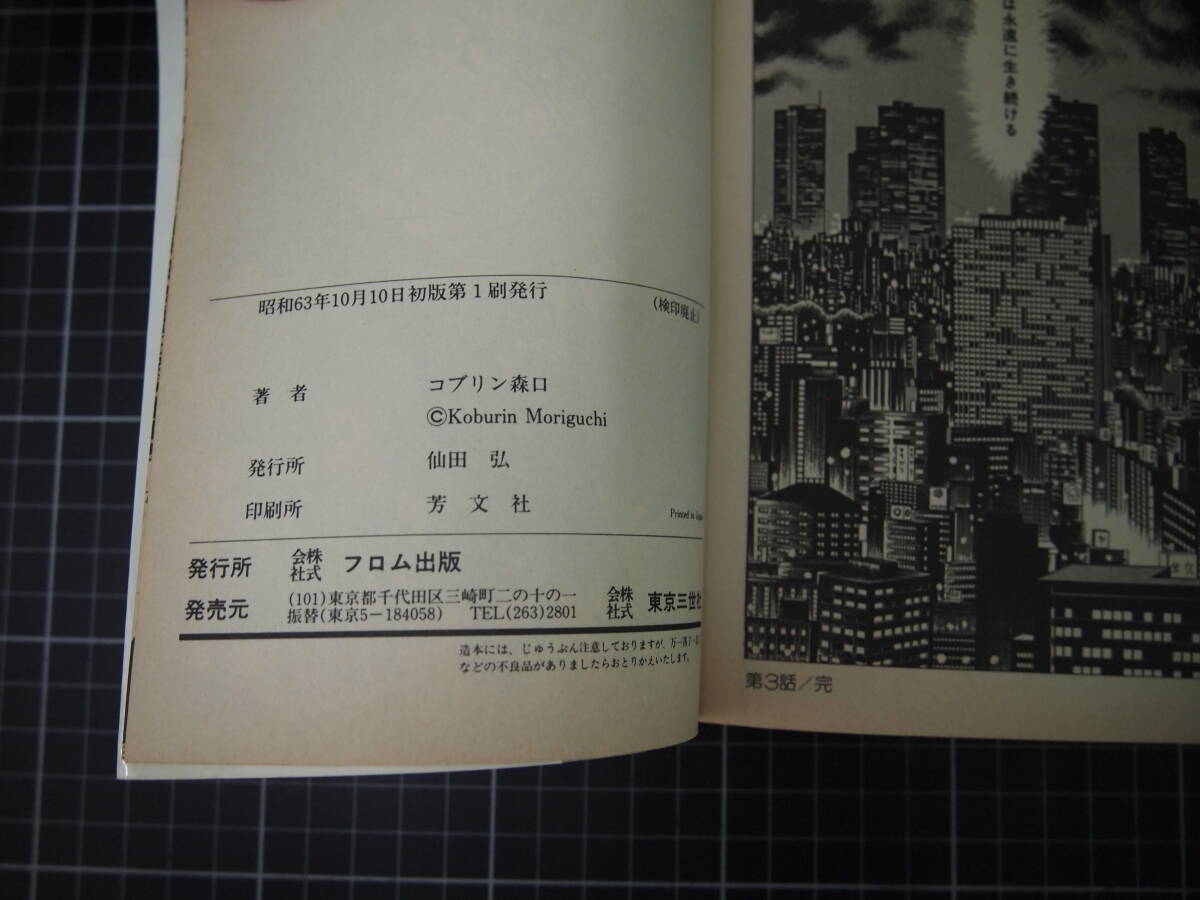 は永遠に生き続ける
昭和63年10月10日初版第1刷発行 (検印廃止)
著者 コブリン森口
©Koburin Moriguchi
発行所 仙田 弘
印刷所 芳文社
Printed in Japan
発行所 株式会社 フロム出版
発売元 (101)東京都千代田区三崎町二の十の一 株式会社 東京三世社
振替(東京5-184058) TEL(263)2801
造本には、じゅうぶん注意しておりますが、万一落丁・乱
などの不良品がありましたらおとりかえいたします。
第3話/完